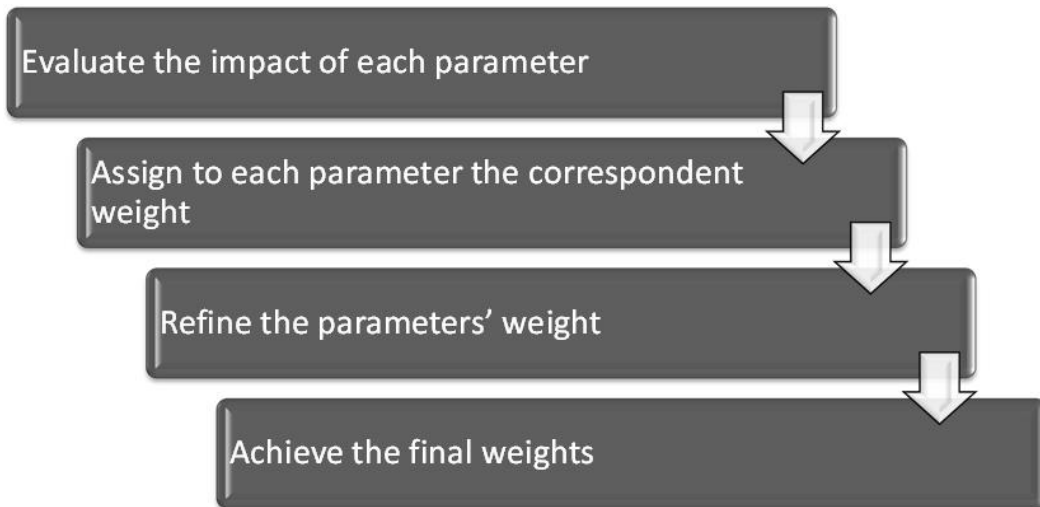 Evaluate the impact of each parameter
Assign to each parameter the correspondent
weight
Refine the parameters’ weight
Achieve the final weights